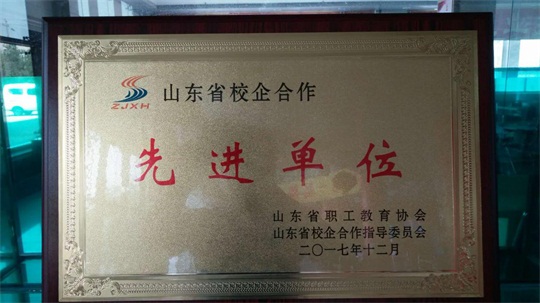 ZJXH
山东省校企合作
先进单位
山东省职工教育协会
山东省校企合作指导委员会
二〇一七年十二月